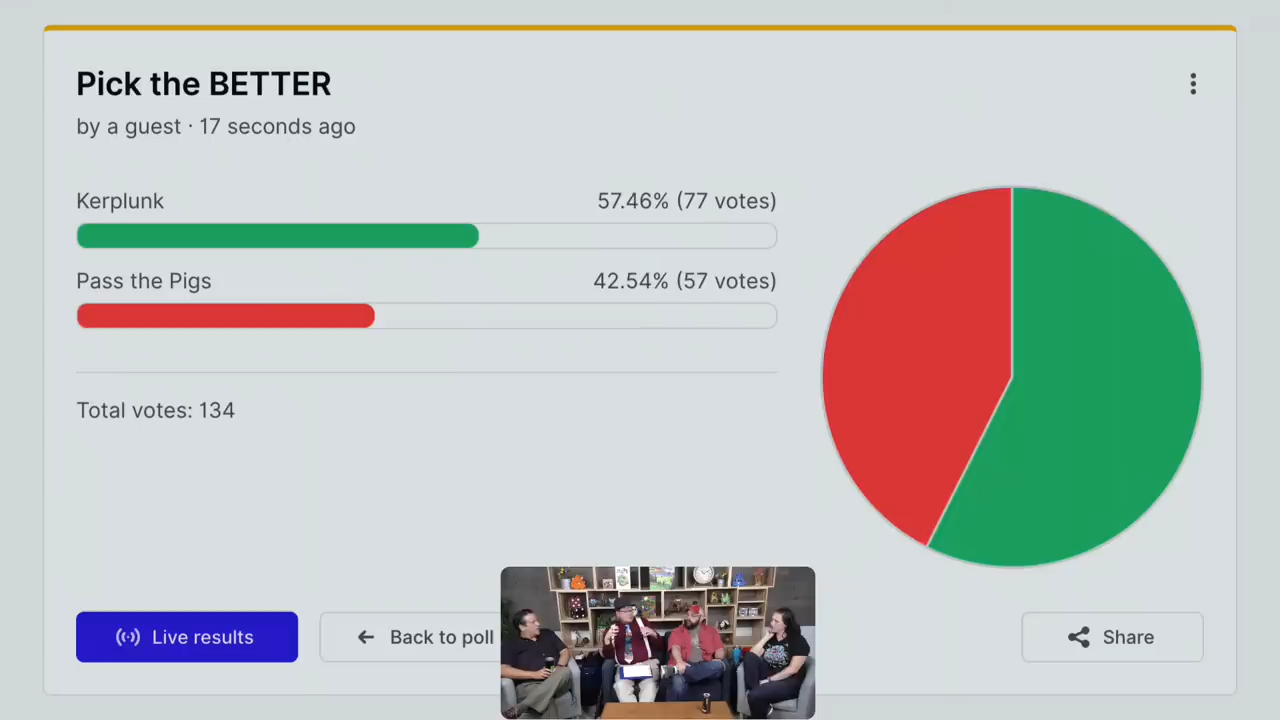 Pick the BETTER
by a guest · 17 seconds ago
Kerplunk 57.46% (77 votes)
Pass the Pigs 42.54% (57 votes)
Total votes: 134
Live results
Back to poll
Share